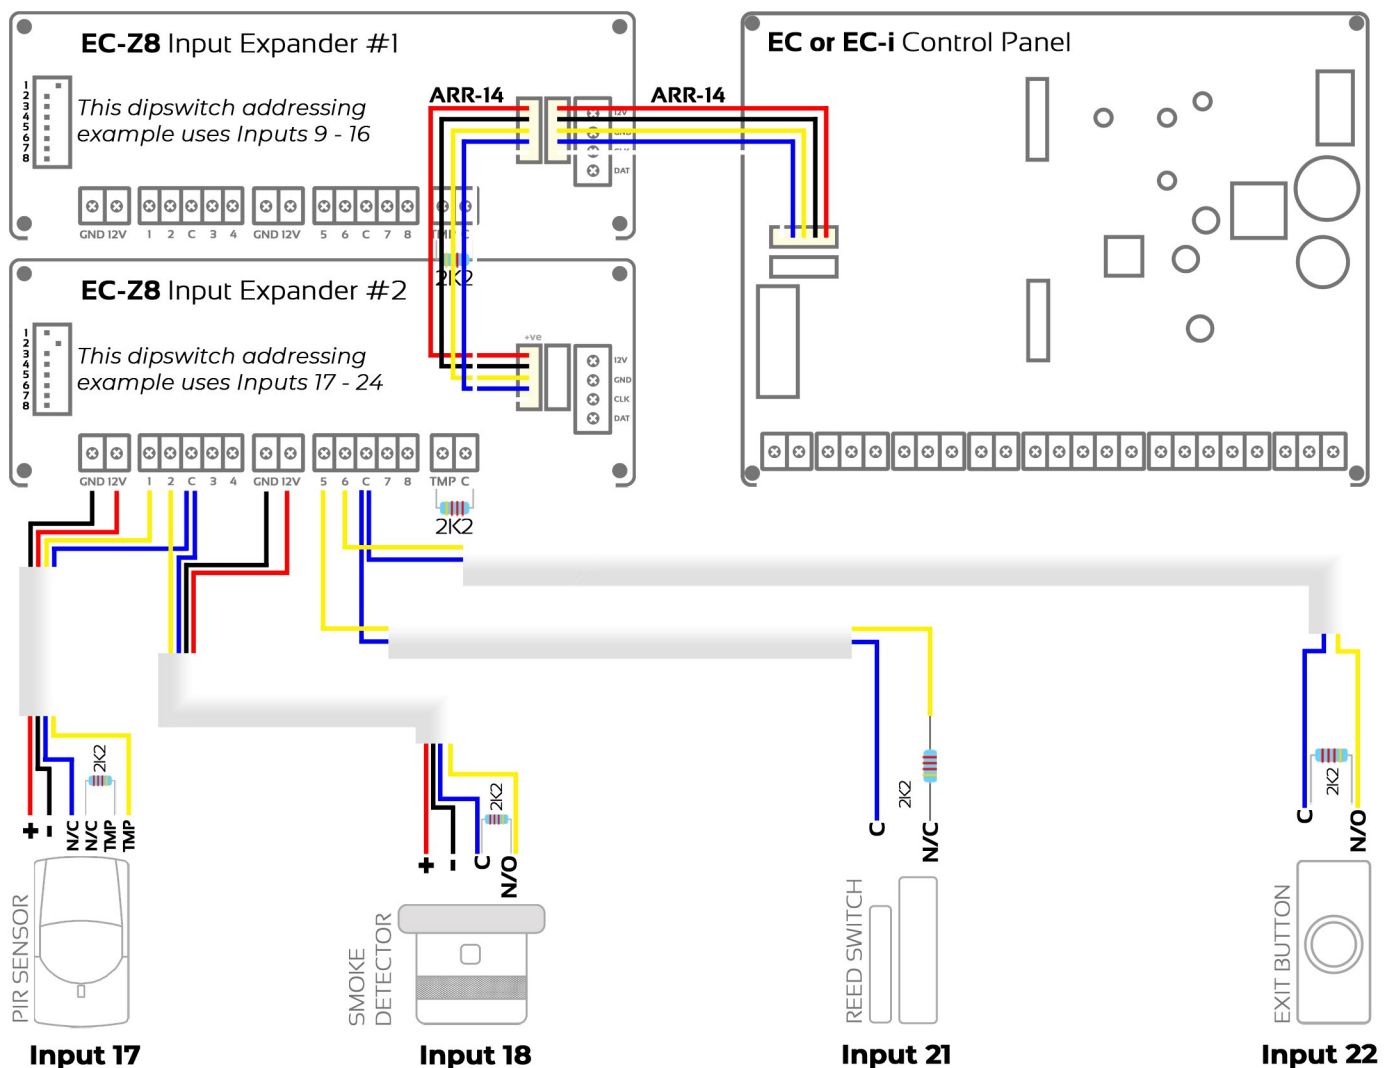 EC-Z8 Input Expander #1
1
2
3
4
5
6
7
8
This dipswitch addressing
example uses Inputs 9 - 16
ARR-14
ARR-14
12V
GND
DAT
GND 12V 1 2 C 3 4 GND 12V 5 6 C 7 8 TMP C
2K2
EC or EC-i Control Panel
EC-Z8 Input Expander #2
1
2
3
4
5
6
7
8
This dipswitch addressing
example uses Inputs 17 - 24
+ve
12V
GND
CLK
DAT
GND 12V 1 2 C 3 4 GND 12V 5 6 C 7 8 TMP C
2K2
+ - N/C N/C TMP TMP
2K2
PIR SENSOR
Input 17
+ - C N/O
2K2
SMOKE
DETECTOR
Input 18
C N/C
2K2
REED SWITCH
Input 21
C N/O
2K2
EXIT BUTTON
Input 22